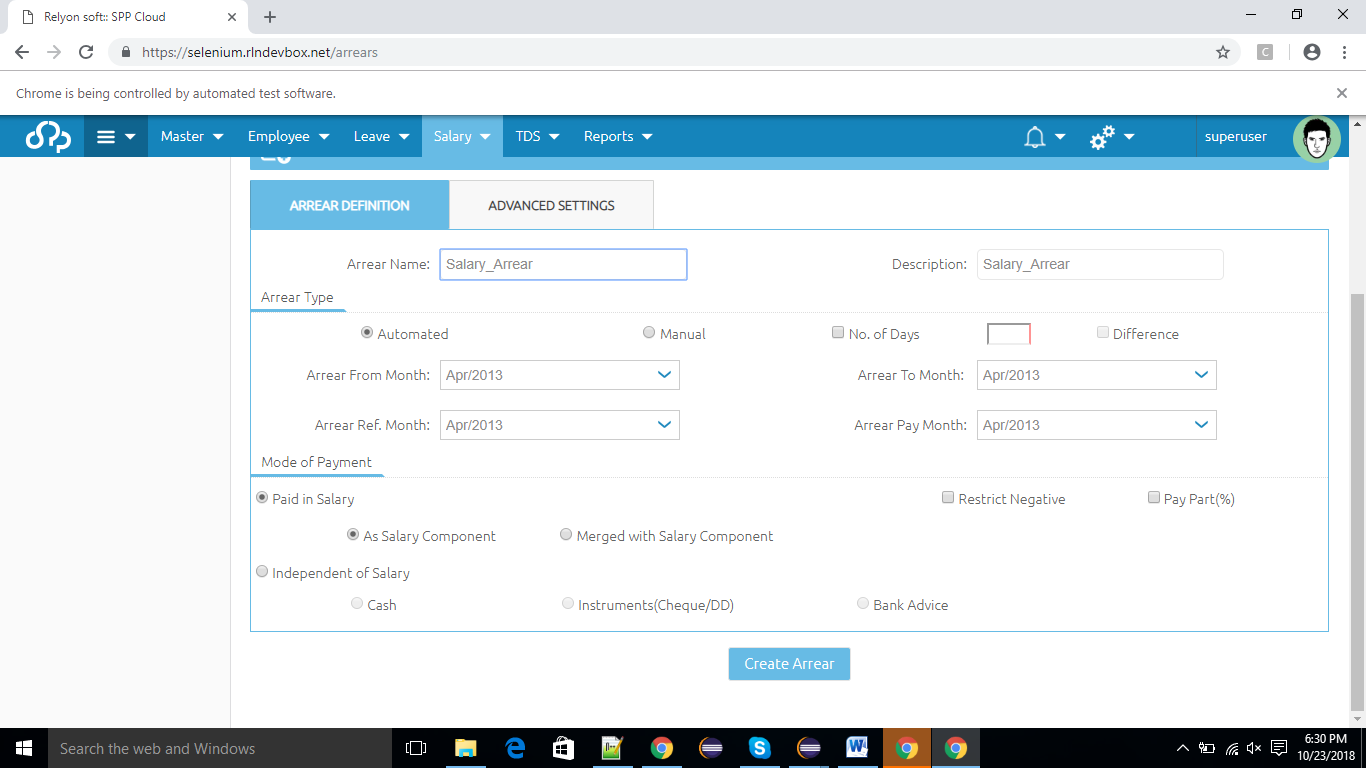 Relyon soft:: SPP Cloud
https://selenium.rlndevbox.net/arrears
C
Chrome is being controlled by automated test software.
Master Employee Leave Salary TDS Reports superuser
ARREAR DEFINITION ADVANCED SETTINGS
Arrear Name: Salary_Arrear Description: Salary_Arrear
Arrear Type
Automated Manual No. of Days Difference
Arrear From Month: Apr/2013 Arrear To Month: Apr/2013
Arrear Ref. Month: Apr/2013 Arrear Pay Month: Apr/2013
Mode of Payment
Paid in Salary Restrict Negative Pay Part(%)
As Salary Component Merged with Salary Component
Independent of Salary
Cash Instruments(Cheque/DD) Bank Advice
Create Arrear
Search the web and Windows
6:30 PM
10/23/2018